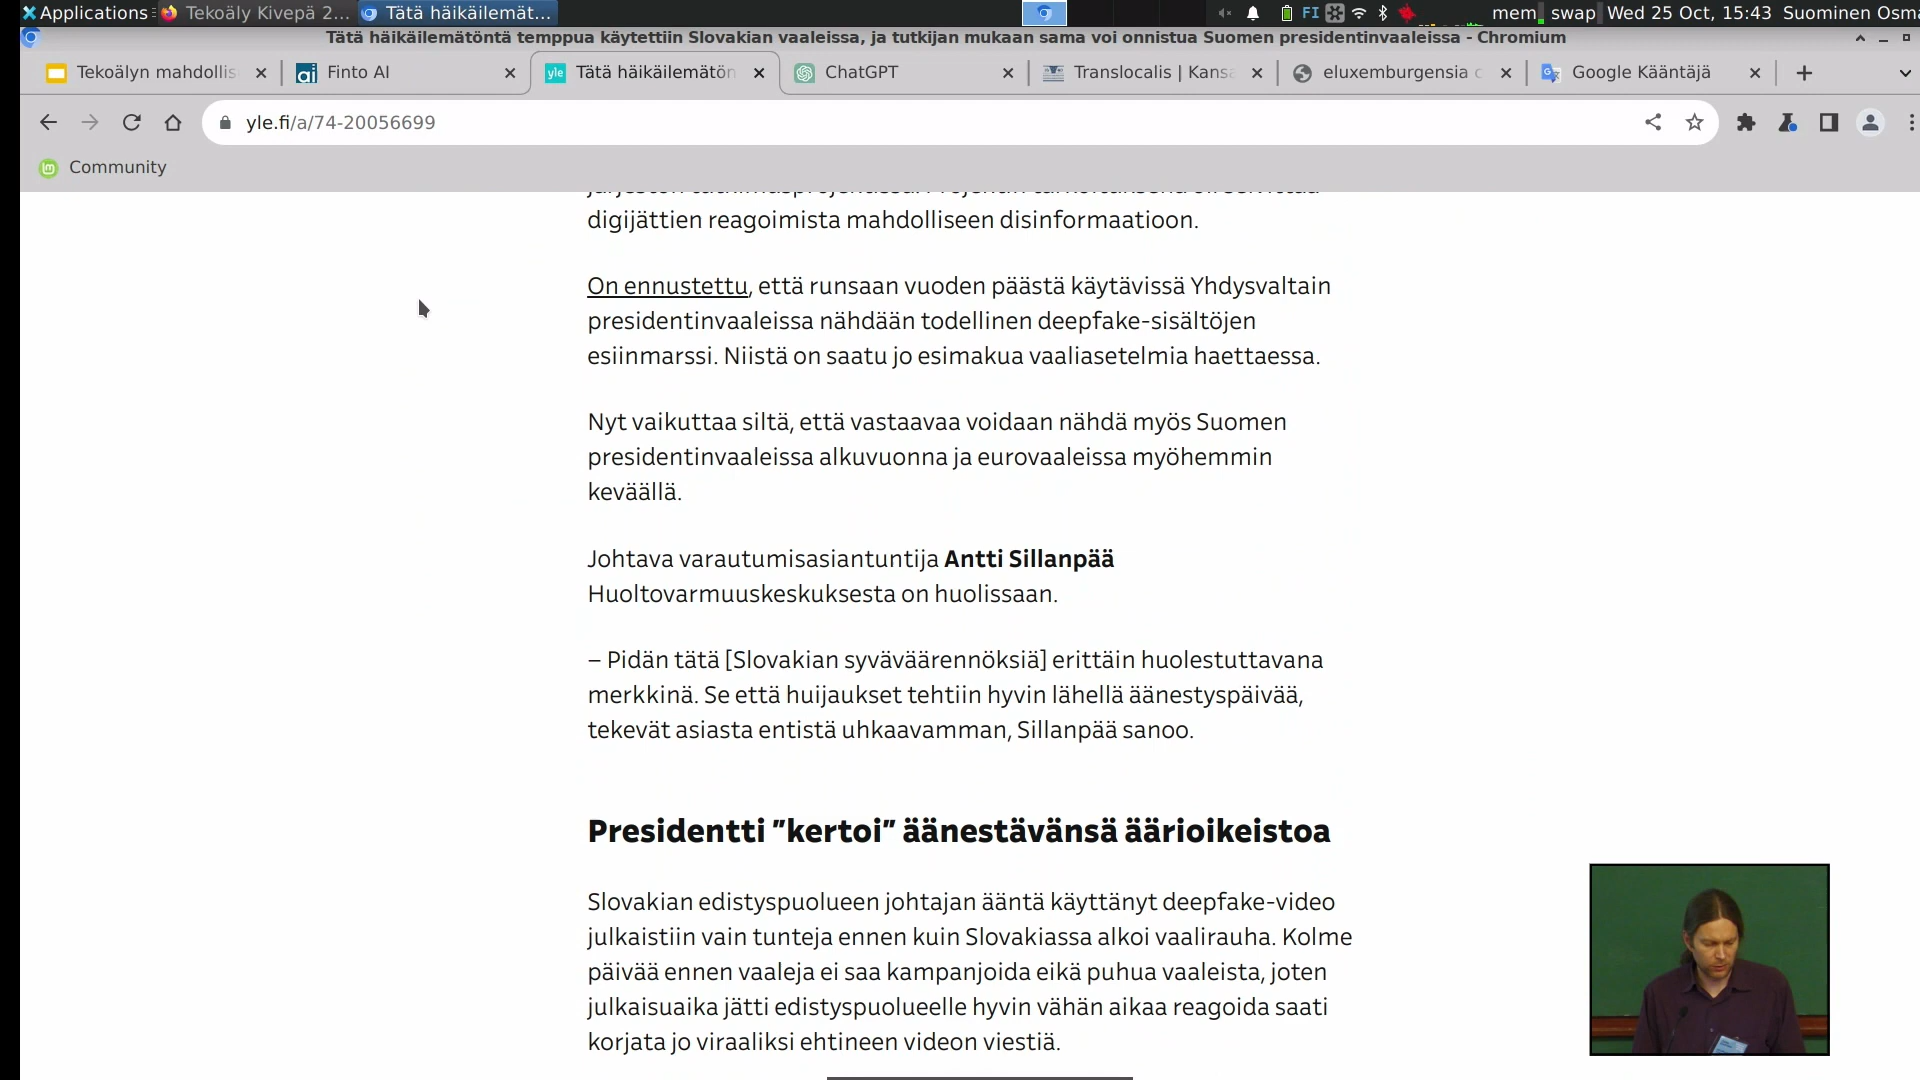 Applications
Tekoäly Kivepä 2...
Tätä häikäilemät...
FI
mem
swap
Wed 25 Oct, 15:43
Suominen Osma
Tätä häikäilemätöntä temppua käytettiin Slovakian vaaleissa, ja tutkijan mukaan sama voi onnistua Suomen presidentinvaaleissa - Chromium
Tekoälyn mahdollis
ai Finto AI
yle Tätä häikäilemätön
ChatGPT
Translocalis | Kansa
eluxemburgensia c
Google Kääntäjä
yle.fi/a/74-20056699
Community
digijättien reagoimista mahdolliseen disinformaatioon.
On ennustettu, että runsaan vuoden päästä käytävissä Yhdysvaltain
presidentinvaaleissa nähdään todellinen deepfake-sisältöjen
esiinmarssi. Niistä on saatu jo esimakua vaaliasetelmia haettaessa.
Nyt vaikuttaa siltä, että vastaavaa voidaan nähdä myös Suomen
presidentinvaaleissa alkuvuonna ja eurovaaleissa myöhemmin
keväällä.
Johtava varautumisasiantuntija Antti Sillanpää
Huoltovarmuuskeskuksesta on huolissaan.
– Pidän tätä [Slovakian syväväärennöksiä] erittäin huolestuttavana
merkkinä. Se että huijaukset tehtiin hyvin lähellä äänestyspäivää,
tekevät asiasta entistä uhkaavamman, Sillanpää sanoo.
Presidentti ”kertoi” äänestävänsä äärioikeistoa
Slovakian edistyspuolueen johtajan ääntä käyttänyt deepfake-video
julkaistiin vain tunteja ennen kuin Slovakiassa alkoi vaalirauha. Kolme
päivää ennen vaaleja ei saa kampanjoida eikä puhua vaaleista, joten
julkaisuaika jätti edistyspuolueelle hyvin vähän aikaa reagoida saati
korjata jo viraaliksi ehtineen videon viestiä.